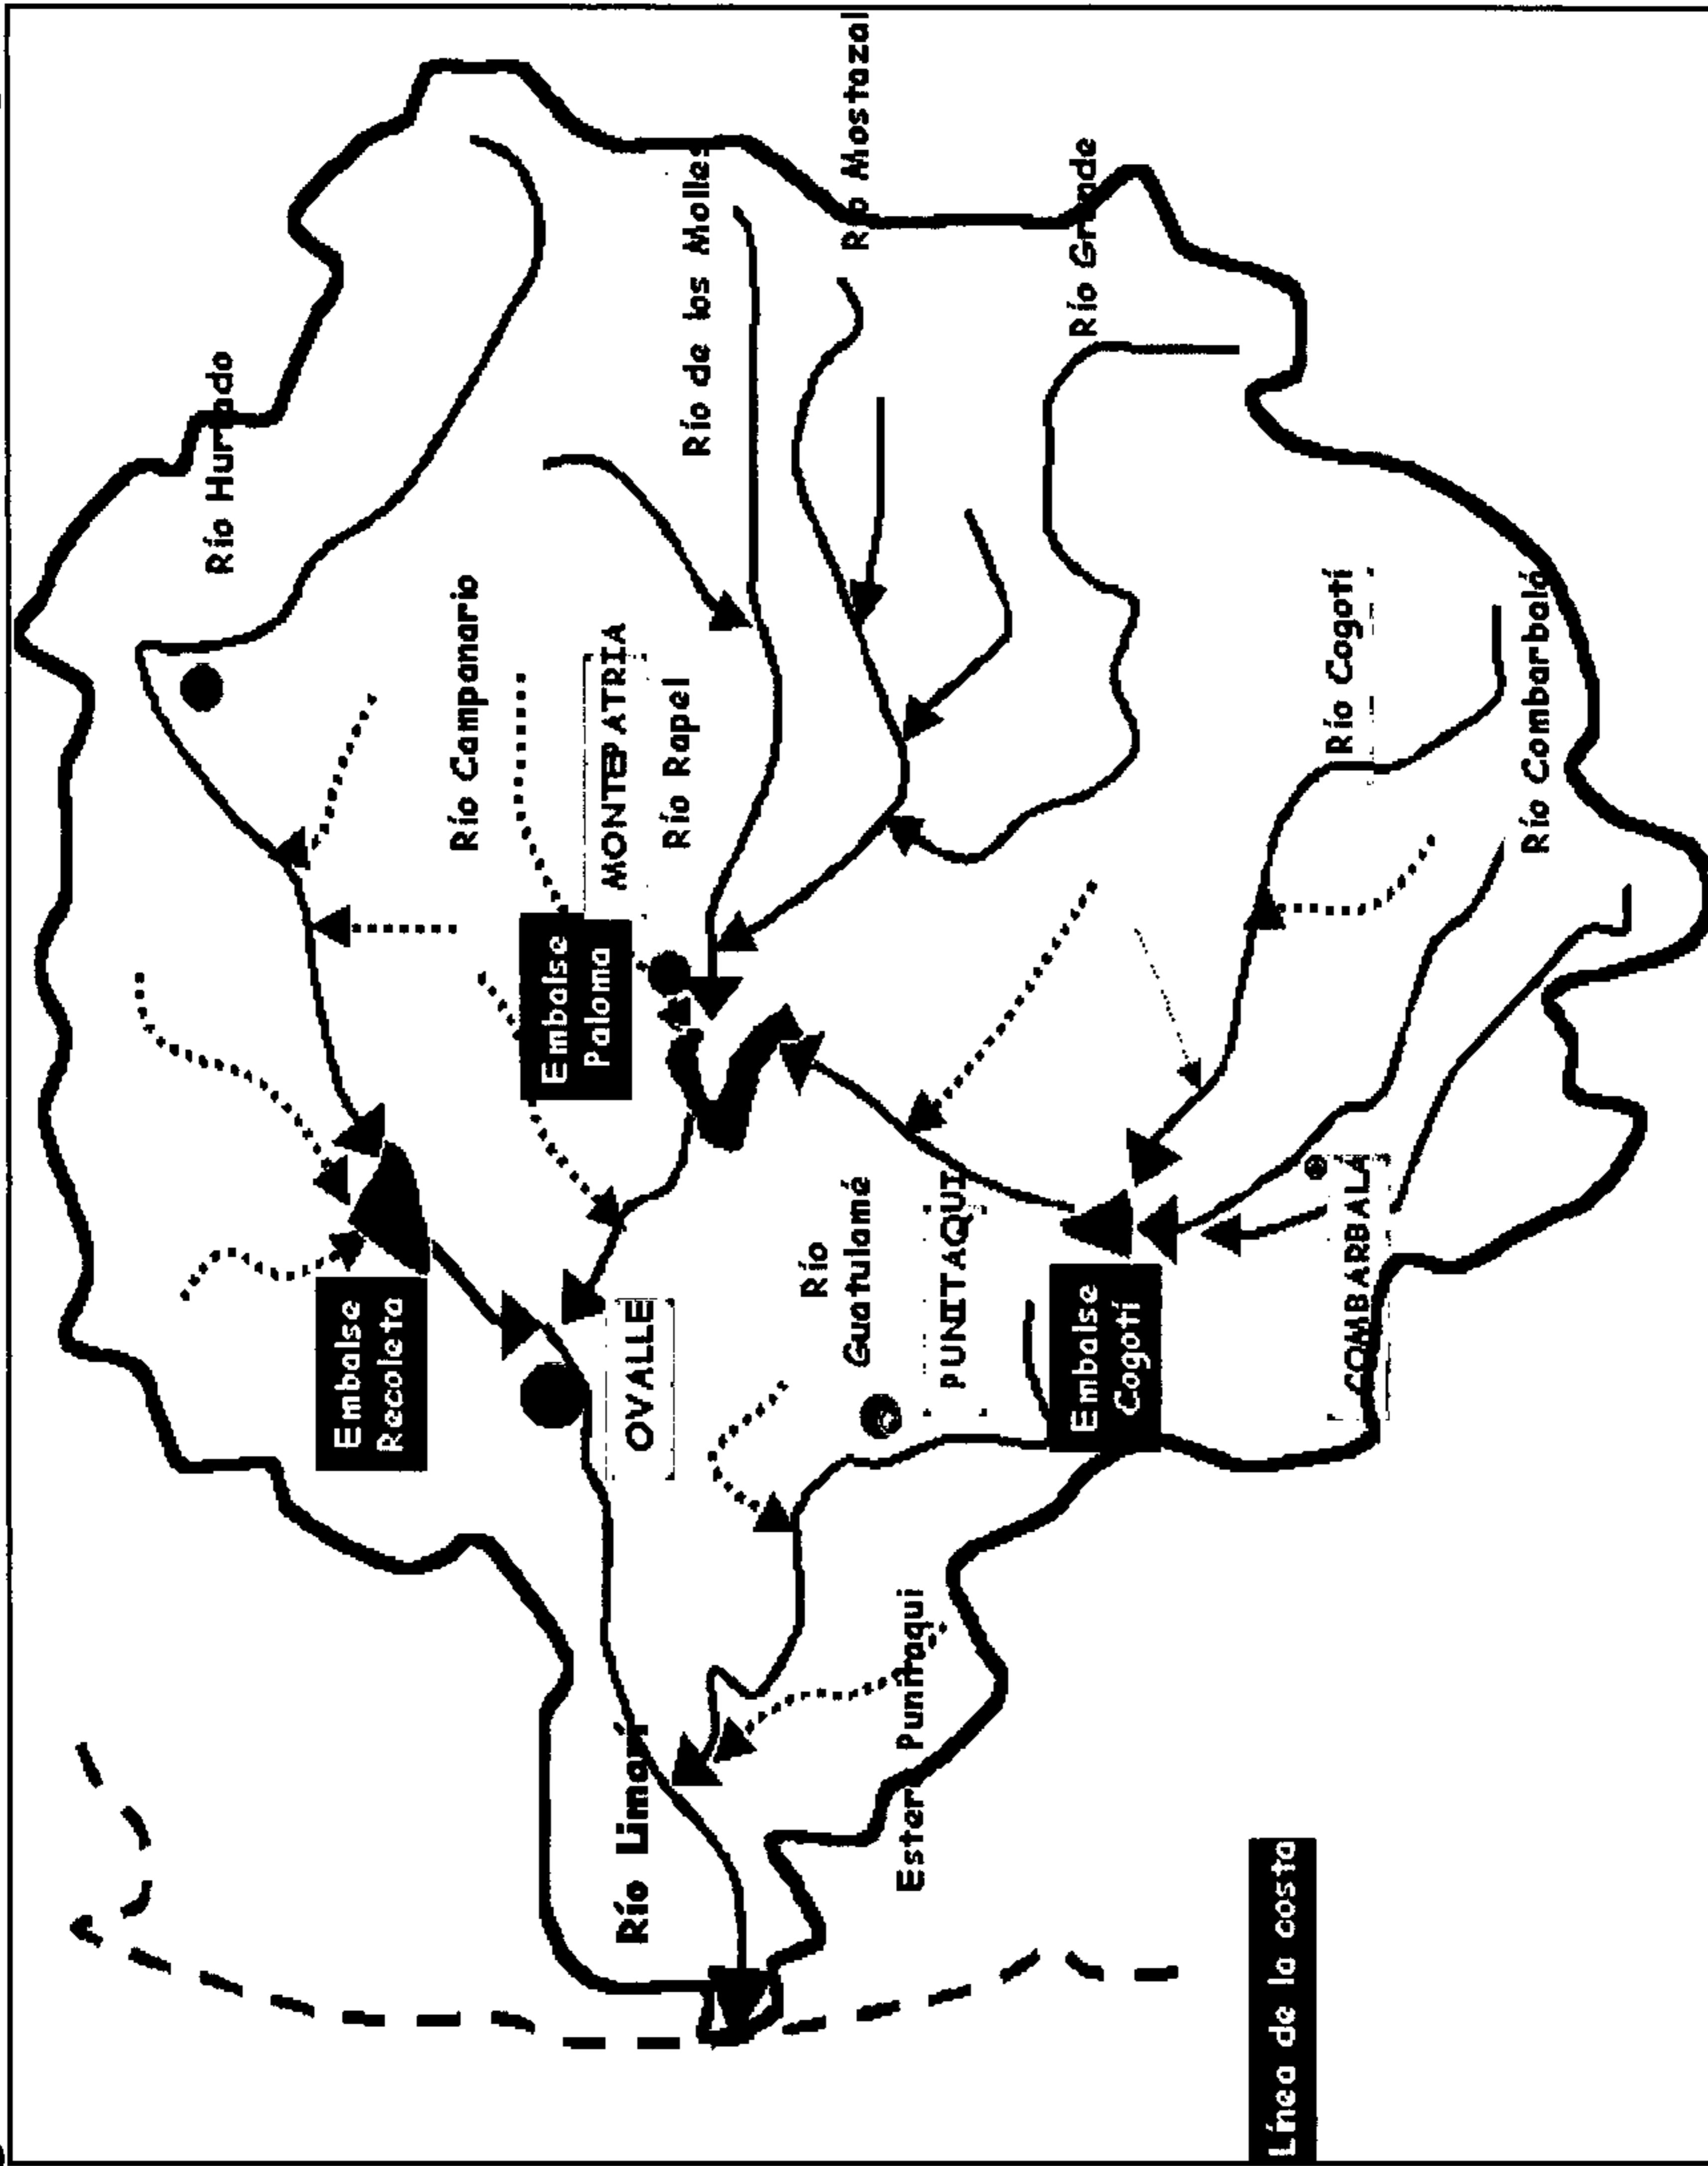 Río Hurtado
Embalse
Recoleta
Río Campanario
Embalse
Paloma
MONTEPATRIA
OVALLE
Río Limarí
Río Rapel
Río de los Molles
Río
Guatulamé
Río Mostazal
Estero Punitaqui
PUNITAQUI
Río Grande
Embalse
Cogotí
Línea de la costa
Río Cogotí
COMBARBALA
Río Combarbalá